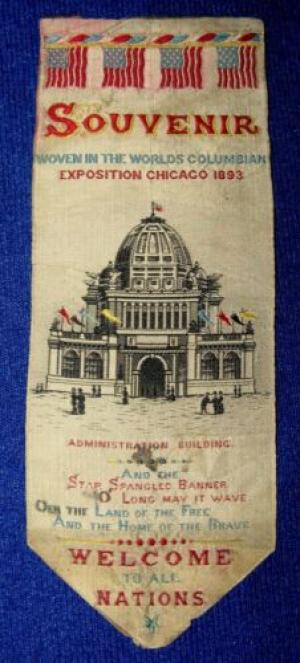 SOUVENIR
WOVEN IN THE WORLDS COLUMBIAN
EXPOSITION CHICAGO 1893
ADMINISTRATION BUILDING.
AND THE
STAR SPANGLED BANNER
O' LONG MAY IT WAVE
OER THE LAND OF THE FREE
AND THE HOME OF THE BRAVE
WELCOME
TO ALL
NATIONS